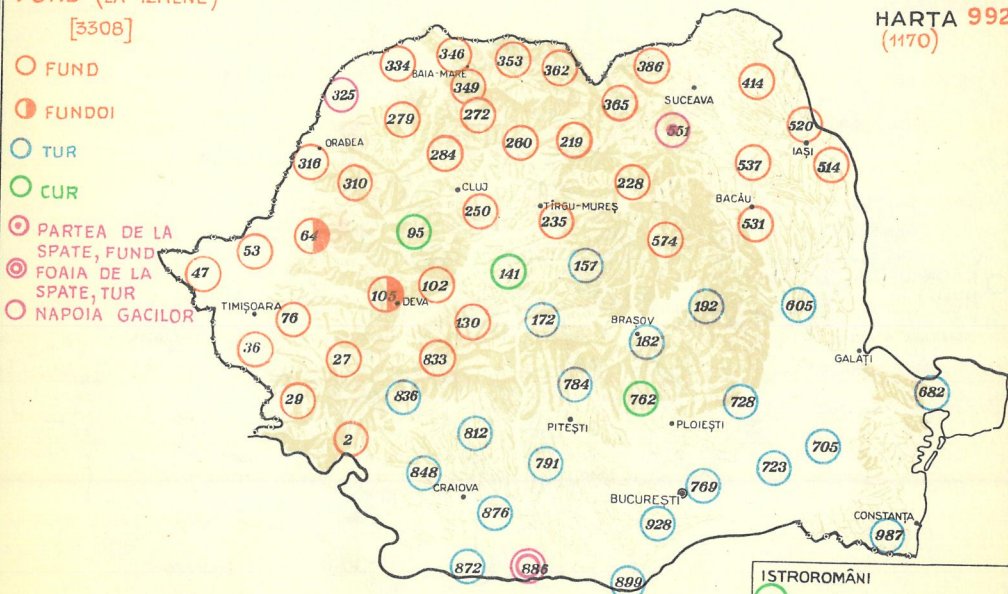 FUND (LA IZMENE)
[3308]
FUND
FUNDOI
TUR
CUR
PARTEA DE LA
SPATE, FUND
FOAIA DE LA
SPATE, TUR
NAPOIA GACILOR
HARTA 992
(1170)
334
346
353
362
386
414
BAIA-MARE
349
325
365
SUCEAVA
279
272
551
520
ORADEA
284
260
219
IAȘI
316
537
514
310
CLUJ
228
250
TÎRGU-MUREȘ
BACĂU
235
531
64
95
574
53
47
141
157
105
DEVA
102
TIMIȘOARA
76
130
172
BRAȘOV
192
605
182
36
27
833
GALAȚI
29
836
784
762
728
682
2
812
PITEȘTI
PLOIEȘTI
848
791
723
705
CRAIOVA
BUCUREȘTI
769
876
928
CONSTANȚA
987
872
886
899
ISTROROMÂNI